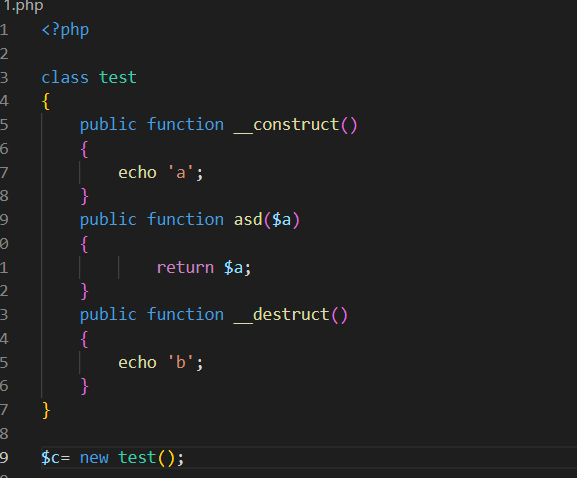 1.php
1 <?php
2
3 class test
4 {
5 public function __construct()
6 {
7 echo 'a';
8 }
9 public function asd($a)
0 {
1 return $a;
2 }
3 public function __destruct()
4 {
5 echo 'b';
6 }
7 }
8
9 $c= new test();